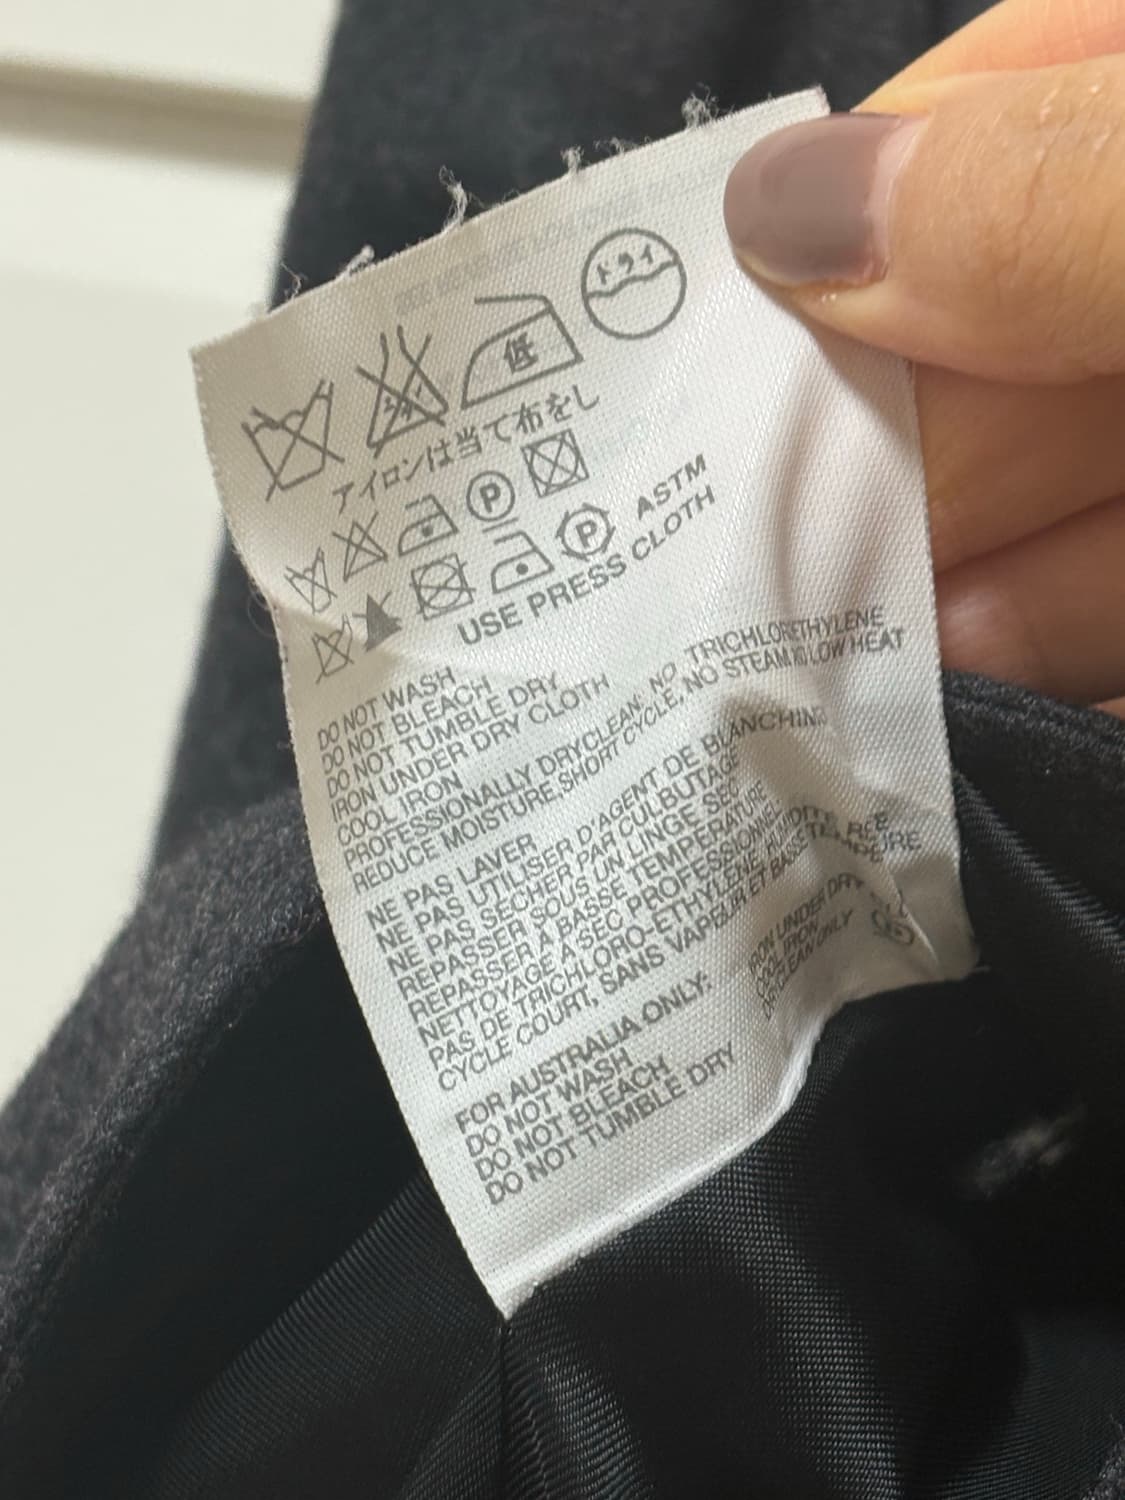 ドライ
低
アイロンは当て布をし
P
P ASTM
USE PRESS CLOTH
DO NOT WASH
DO NOT BLEACH
DO NOT TUMBLE DRY
IRON UNDER DRY CLOTH
COOL IRON
PROFESSIONALLY DRYCLEAN: NO TRICHLORETHYLENE
REDUCE MOISTURE,SHORT CYCLE, NO STEAM LOW HEAT
NE PAS LAVER
NE PAS UTILISER D'AGENT DE BLANCHIN
NE PAS SECHER PAR CULBUTAGE
REPASSER SOUS UN LINGE SEC
REPASSER A BASSE TEMPERATURE
NETTOYAGE A SEC PROFESSIONNEL,
PAS DE TRICHLORO-ETHYLENE, HUMIDITE
CYCLE COURT, SANS VAPEUR ET BASSE TEMPERATURE
FOR AUSTRALIA ONLY:
DO NOT WASH
DO NOT BLEACH
DO NOT TUMBLE DRY
IRON UNDER DRY
COOL IRON
DRYCLEAN ONLY